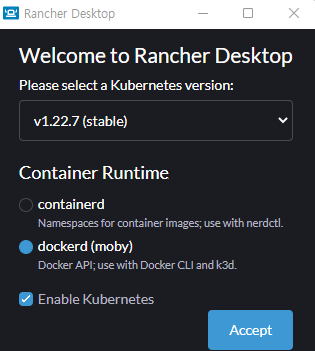 Rancher Desktop
Welcome to Rancher Desktop
Please select a Kubernetes version:
v1.22.7 (stable)
Container Runtime
containerd
Namespaces for container images; use with nerdctl.
dockerd (moby)
Docker API; use with Docker CLI and k3d.
Enable Kubernetes
Accept